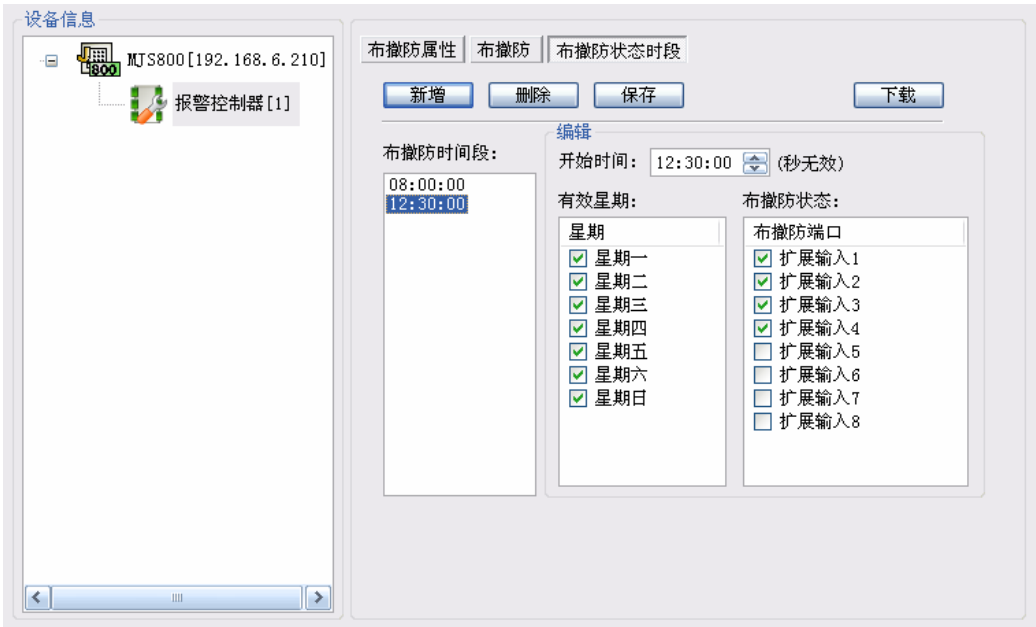 设备信息
MJS800[192.168.6.210]
800
报警控制器[1]
布撤防属性 布撤防 布撤防状态时段
新增 删除 保存 下载
布撤防时间段：
08:00:00
12:30:00
编辑
开始时间： 12:30:00 (秒无效)
有效星期：
星期
星期一
星期二
星期三
星期四
星期五
星期六
星期日
布撤防状态：
布撤防端口
扩展输入1
扩展输入2
扩展输入3
扩展输入4
扩展输入5
扩展输入6
扩展输入7
扩展输入8